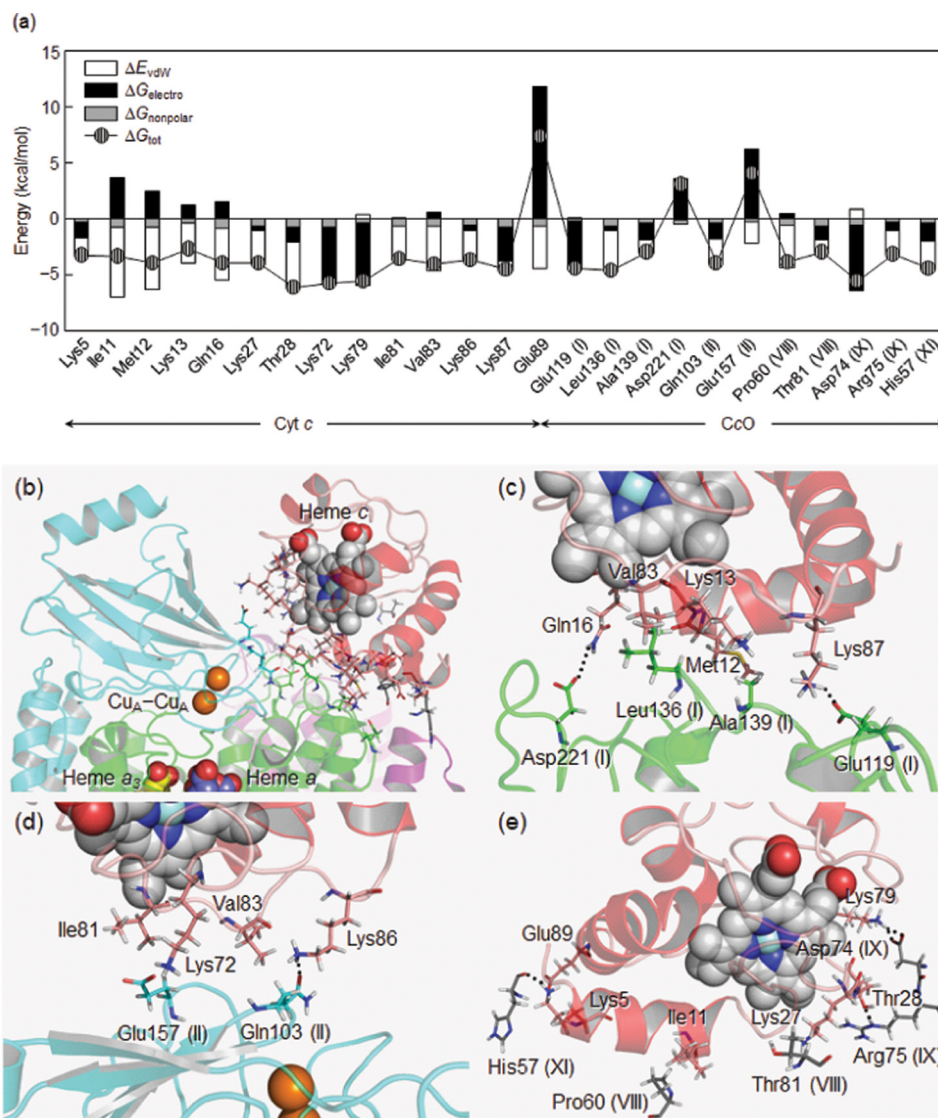 (a)
15
10
5
0
−5
−10
Energy (kcal/mol)
ΔE_vdW
ΔG_electro
ΔG_nonpolar
ΔG_tot
Lys5
Ile11
Met12
Lys13
Gln16
Lys27
Thr28
Lys72
Lys79
Ile81
Val83
Lys86
Lys87
Glu89
Glu119 (I)
Leu136 (I)
Ala139 (I)
Asp221 (I)
Gln103 (II)
Glu157 (II)
Pro60 (VIII)
Thr81 (VIII)
Asp74 (IX)
Arg75 (IX)
His57 (XI)
Cyt c
CcO
(b)
Heme c
Cu_A–Cu_A
Heme a_3
Heme a
(c)
Val83
Lys13
Gln16
Met12
Lys87
Leu136 (I)
Ala139 (I)
Asp221 (I)
Glu119 (I)
(d)
Ile81
Val83
Lys86
Lys72
Glu157 (II)
Gln103 (II)
(e)
Lys79
Glu89
Asp74 (IX)
Lys5
Ile11
Lys27
Thr28
His57 (XI)
Arg75 (IX)
Pro60 (VIII)
Thr81 (VIII)